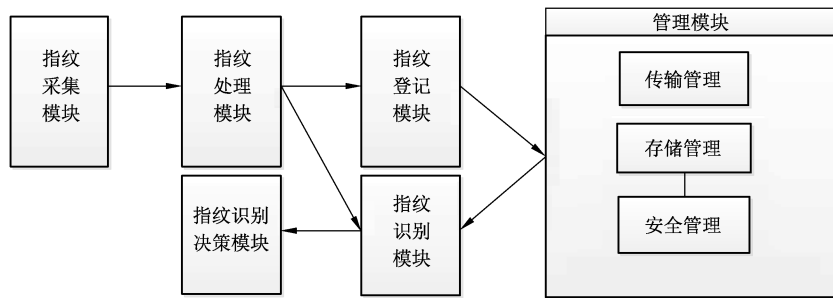 指纹
采集
模块
指纹
处理
模块
指纹
登记
模块
管理模块
传输管理
存储管理
安全管理
指纹识别
决策模块
指纹
识别
模块